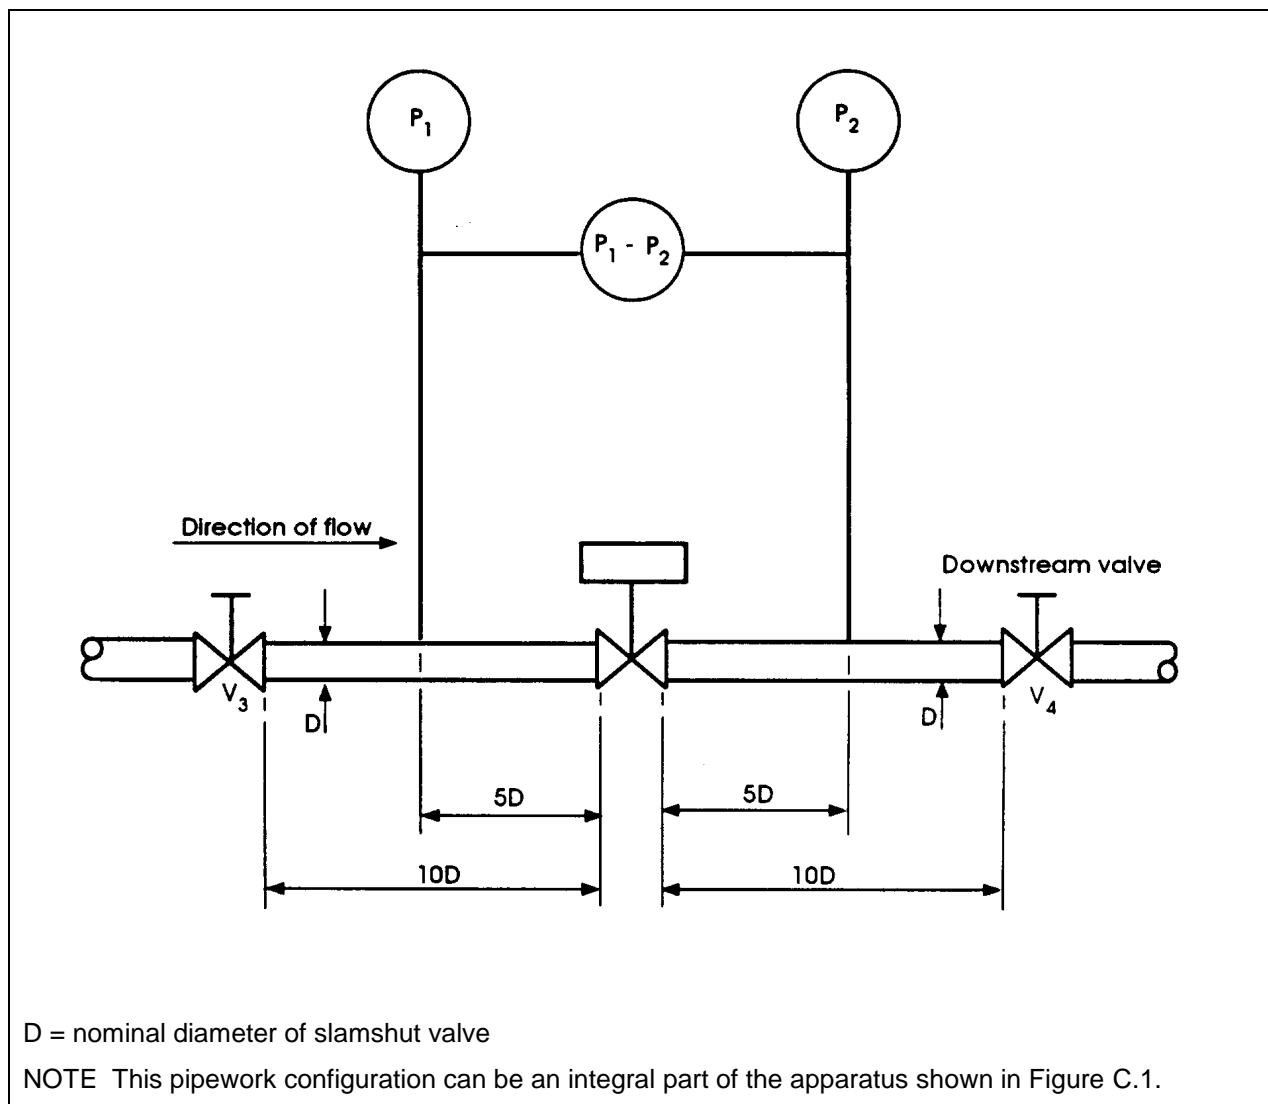 P1
P2
P1 - P2
Direction of flow
Downstream valve
V3
D
D
V4
5D
5D
10D
10D
D = nominal diameter of slamshut valve
NOTE This pipework configuration can be an integral part of the apparatus shown in Figure C.1.